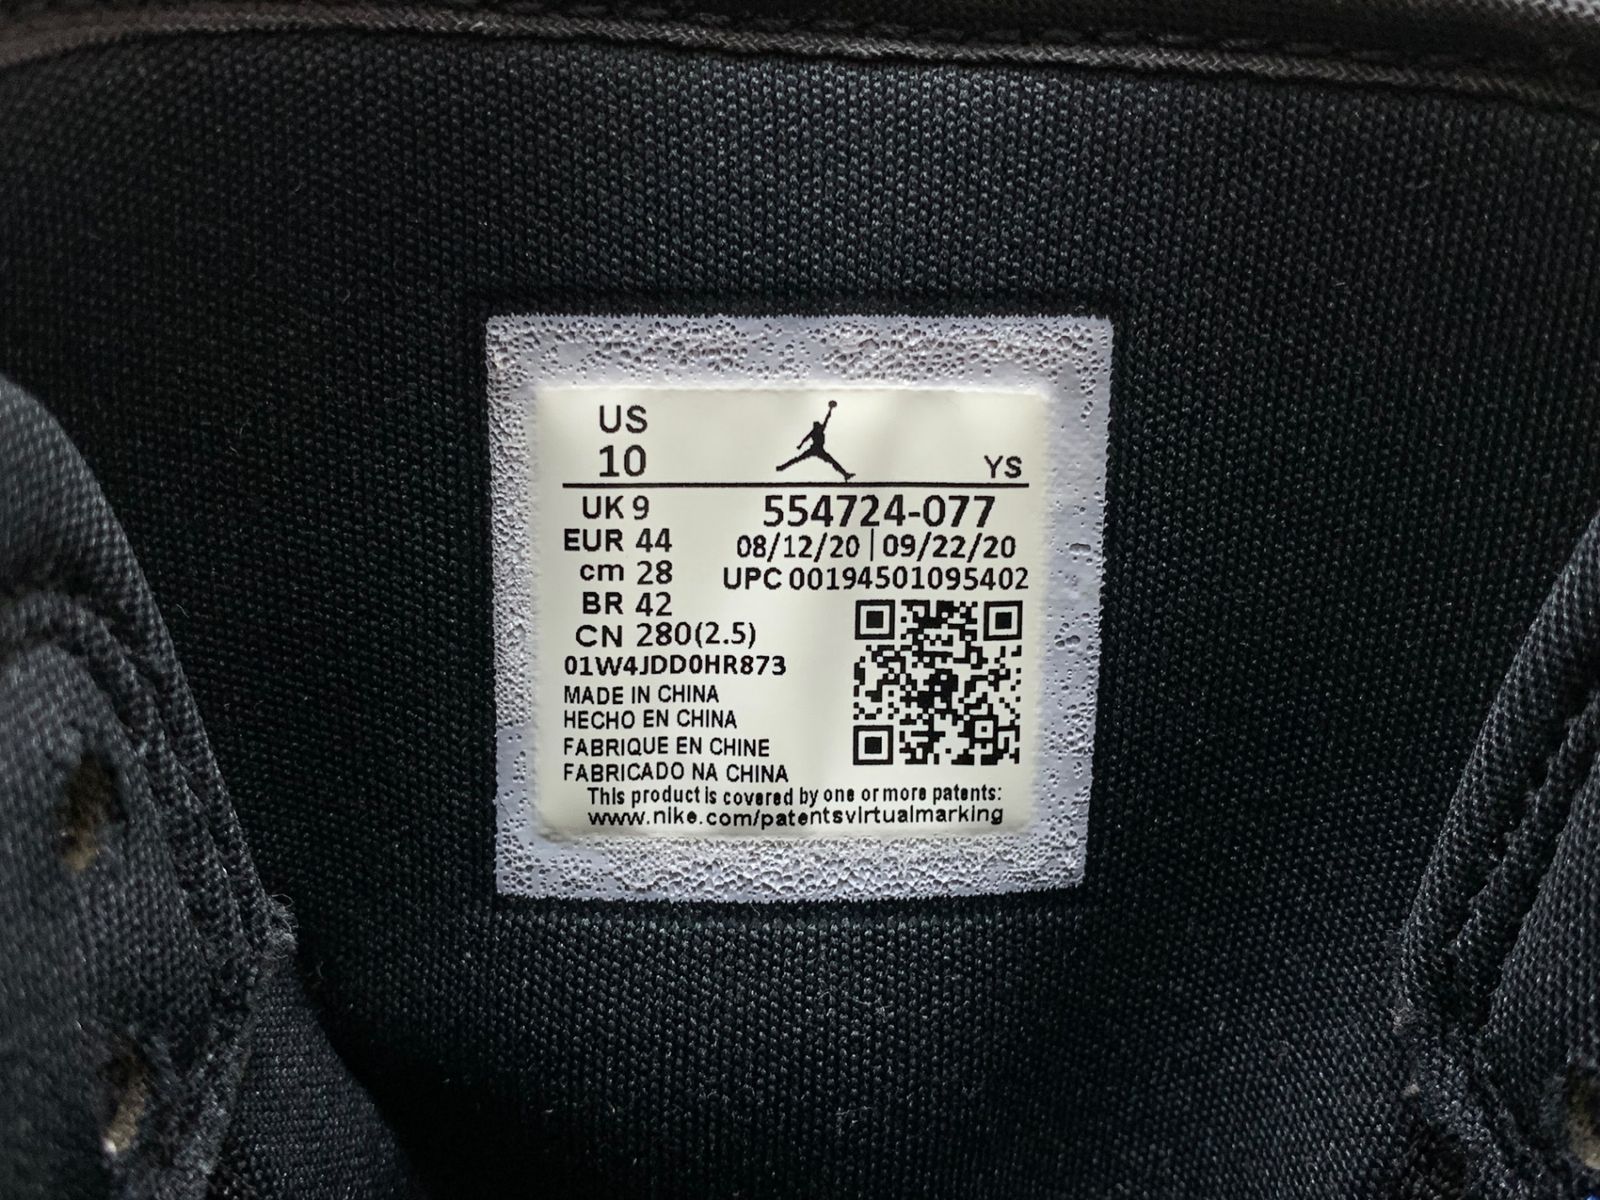 US
10
YS
UK 9
554724-077
EUR 44
08/12/20 | 09/22/20
cm 28
UPC 00194501095402
BR 42
CN 280(2.5)
01W4JDD0HR873
MADE IN CHINA
HECHO EN CHINA
FABRIQUE EN CHINE
FABRICADO NA CHINA
This product is covered by one or more patents:
www.nike.com/patentsvirtualmarking